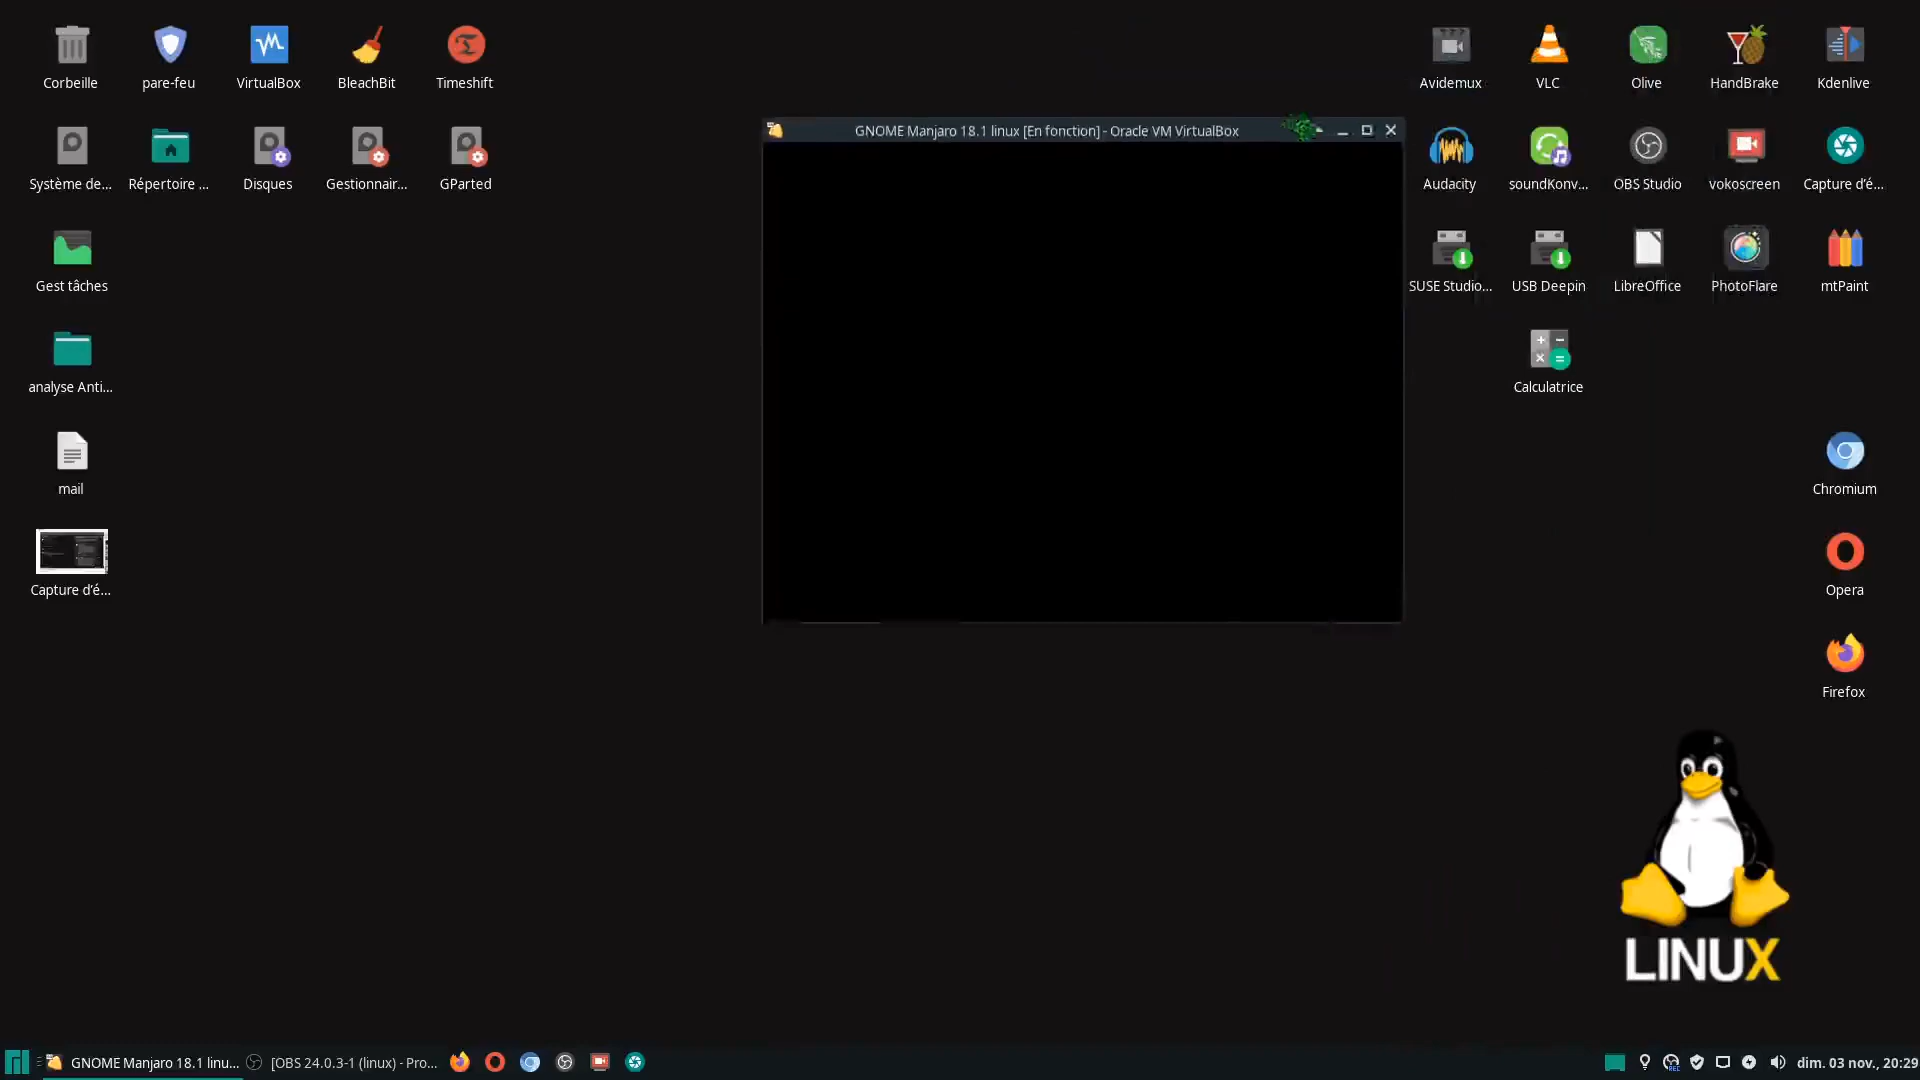 Corbeille
pare-feu
VirtualBox
BleachBit
Timeshift
Avidemux
VLC
Olive
HandBrake
Kdenlive
GNOME Manjaro 18.1 linux [En fonction] - Oracle VM VirtualBox
Système de...
Répertoire ...
Disques
Gestionnair...
GParted
Audacity
soundKonv...
OBS Studio
vokoscreen
Capture d'é...
Gest tâches
SUSE Studio...
USB Deepin
LibreOffice
PhotoFlare
mtPaint
analyse Anti...
Calculatrice
mail
Chromium
Capture d'é...
Opera
Firefox
LINUX
GNOME Manjaro 18.1 linu...
[OBS 24.0.3-1 (linux) - Pro...
REC
dim. 03 nov., 20:29